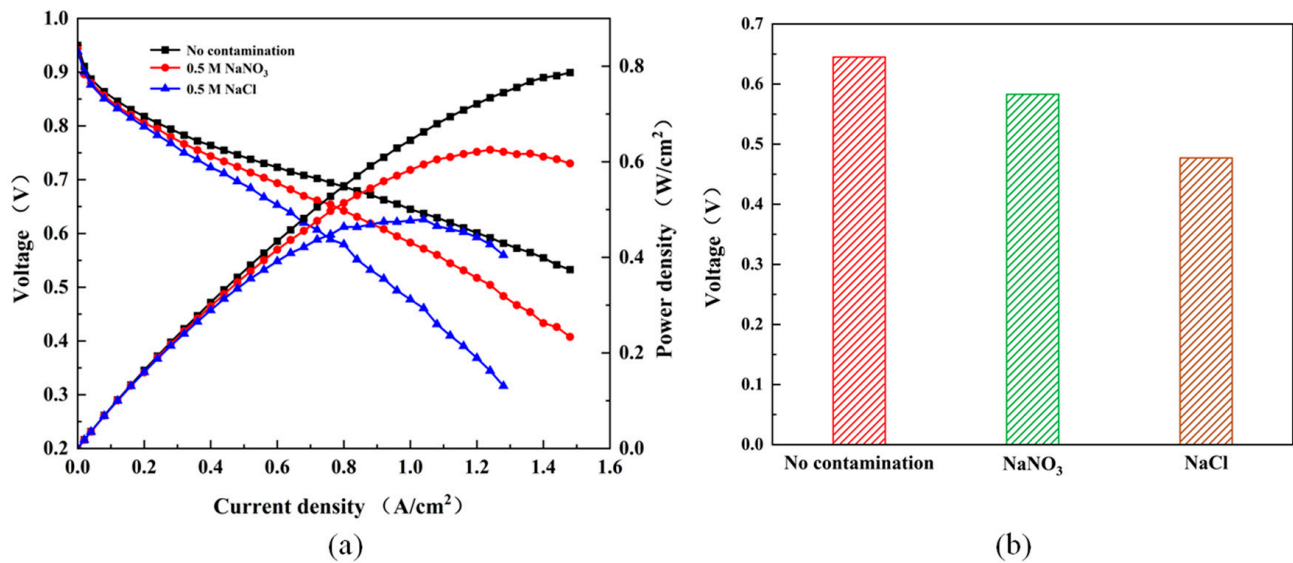 No contamination
0.5 M NaNO₃
0.5 M NaCl
1.0
0.9
0.8
0.7
0.6
0.5
0.4
0.3
0.2
Voltage (V)
0.8
0.6
0.4
0.2
0.0
Power density (W/cm²)
0.0 0.2 0.4 0.6 0.8 1.0 1.2 1.4 1.6
Current density (A/cm²)
(a)
0.7
0.6
0.5
0.4
0.3
0.2
0.1
0.0
Voltage (V)
No contamination NaNO₃ NaCl
(b)